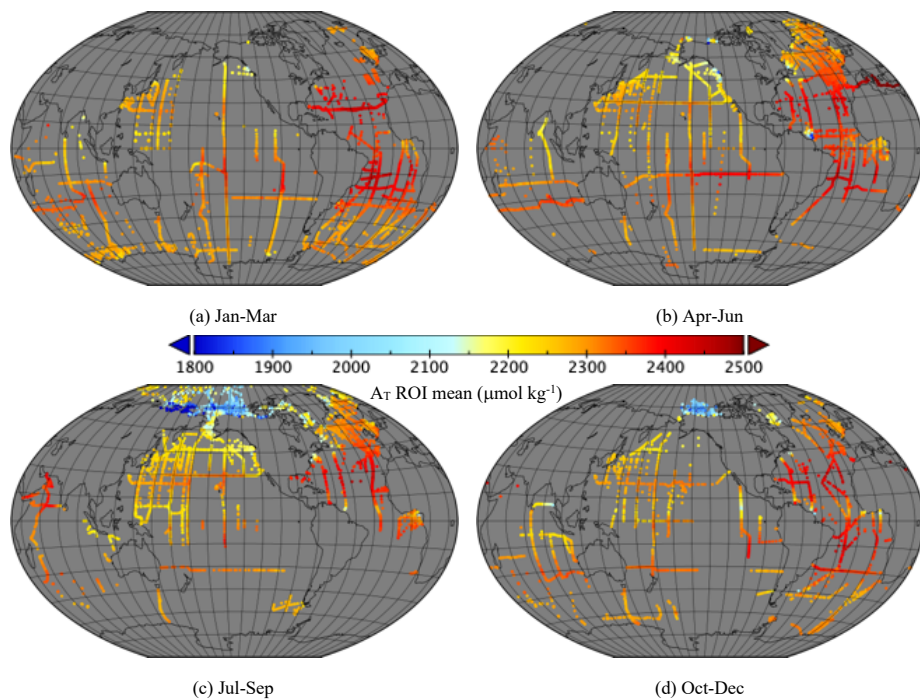 (a) Jan-Mar (b) Apr-Jun
1800 1900 2000 2100 2200 2300 2400 2500
A_T ROI mean (μmol kg⁻¹)
(c) Jul-Sep (d) Oct-Dec